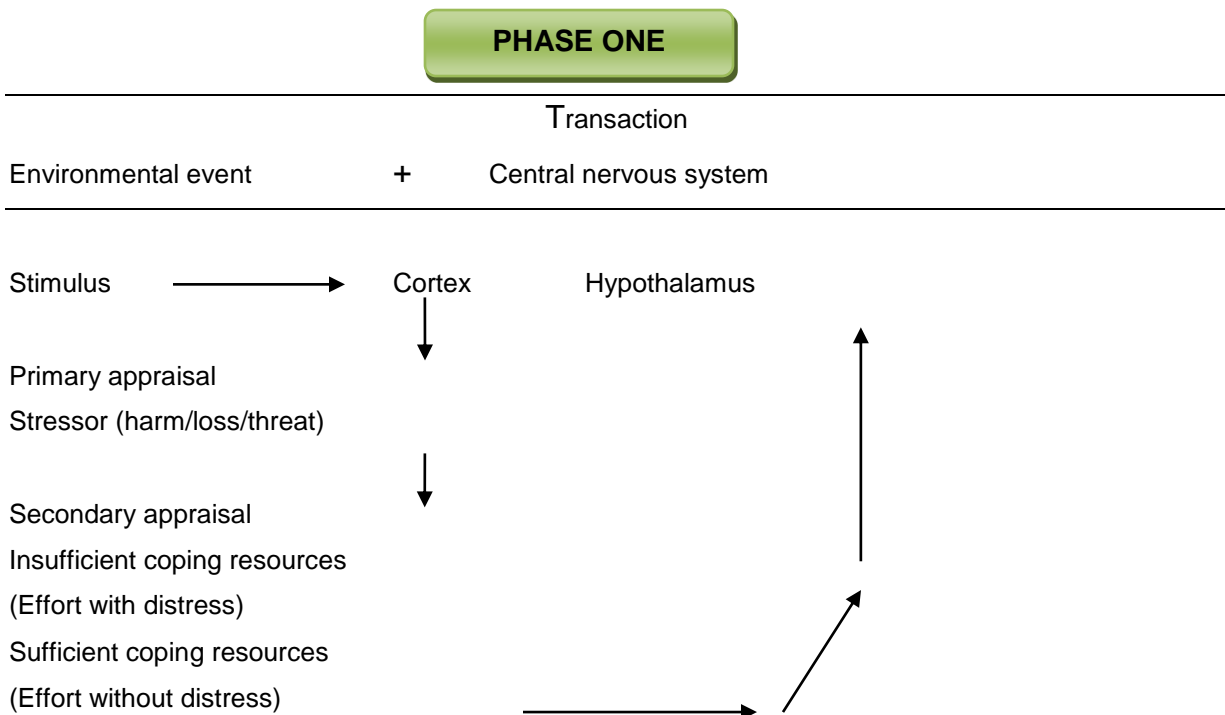 PHASE ONE
Transaction
Environmental event + Central nervous system
Stimulus Cortex Hypothalamus
Primary appraisal
Stressor (harm/loss/threat)
Secondary appraisal
Insufficient coping resources
(Effort with distress)
Sufficient coping resources
(Effort without distress)